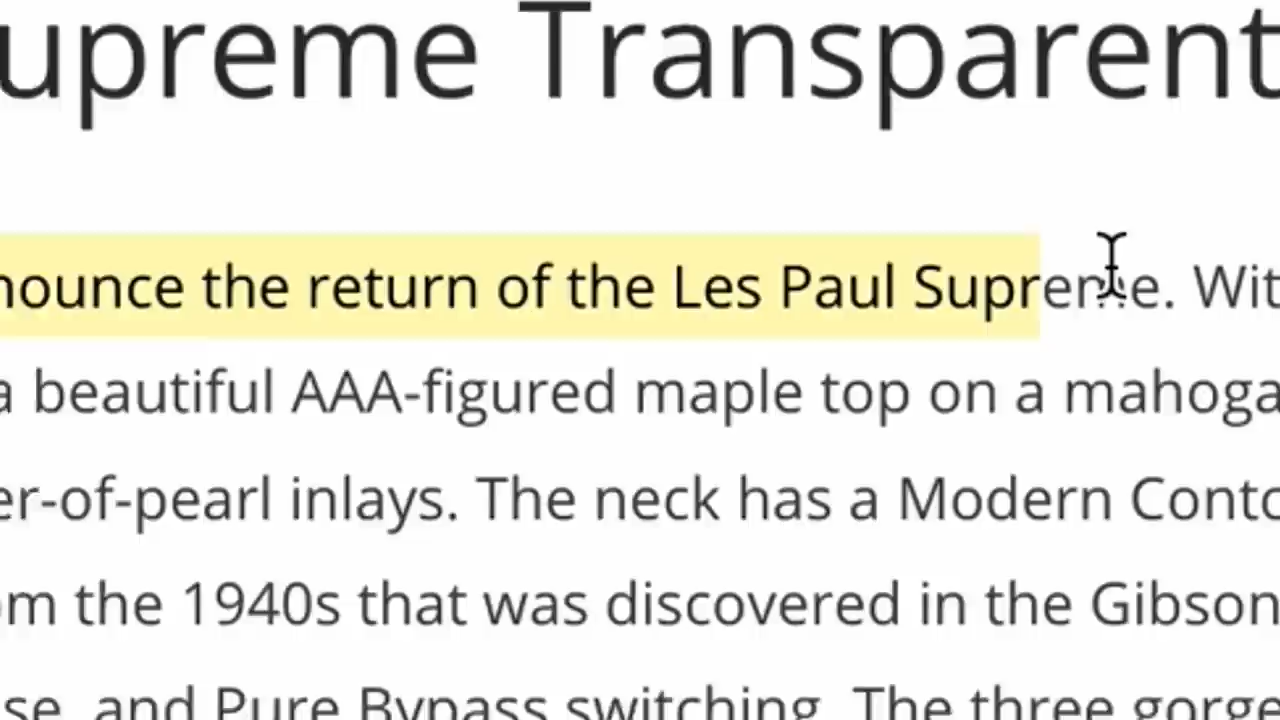 upreme Transparent
nounce the return of the Les Paul Supreme. Wit
a beautiful AAA-figured maple top on a mahoga
er-of-pearl inlays. The neck has a Modern Conto
om the 1940s that was discovered in the Gibson
se, and Pure Bypass switching. The three gorge